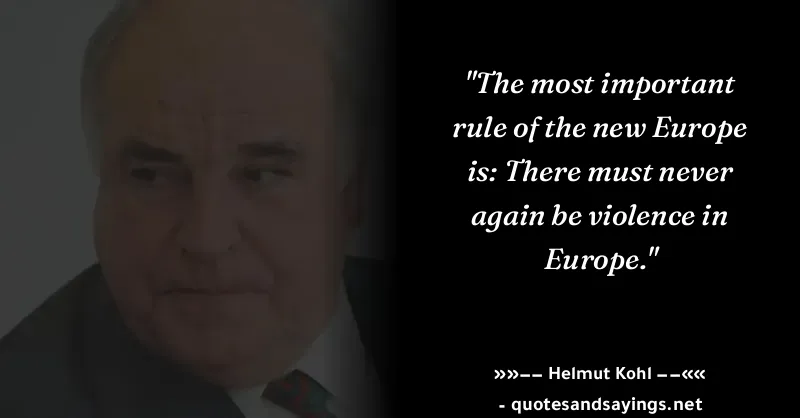 "The most important
rule of the new Europe
is: There must never
again be violence in
Europe."
»»−− Helmut Kohl −−««
- quotesandsayings.net